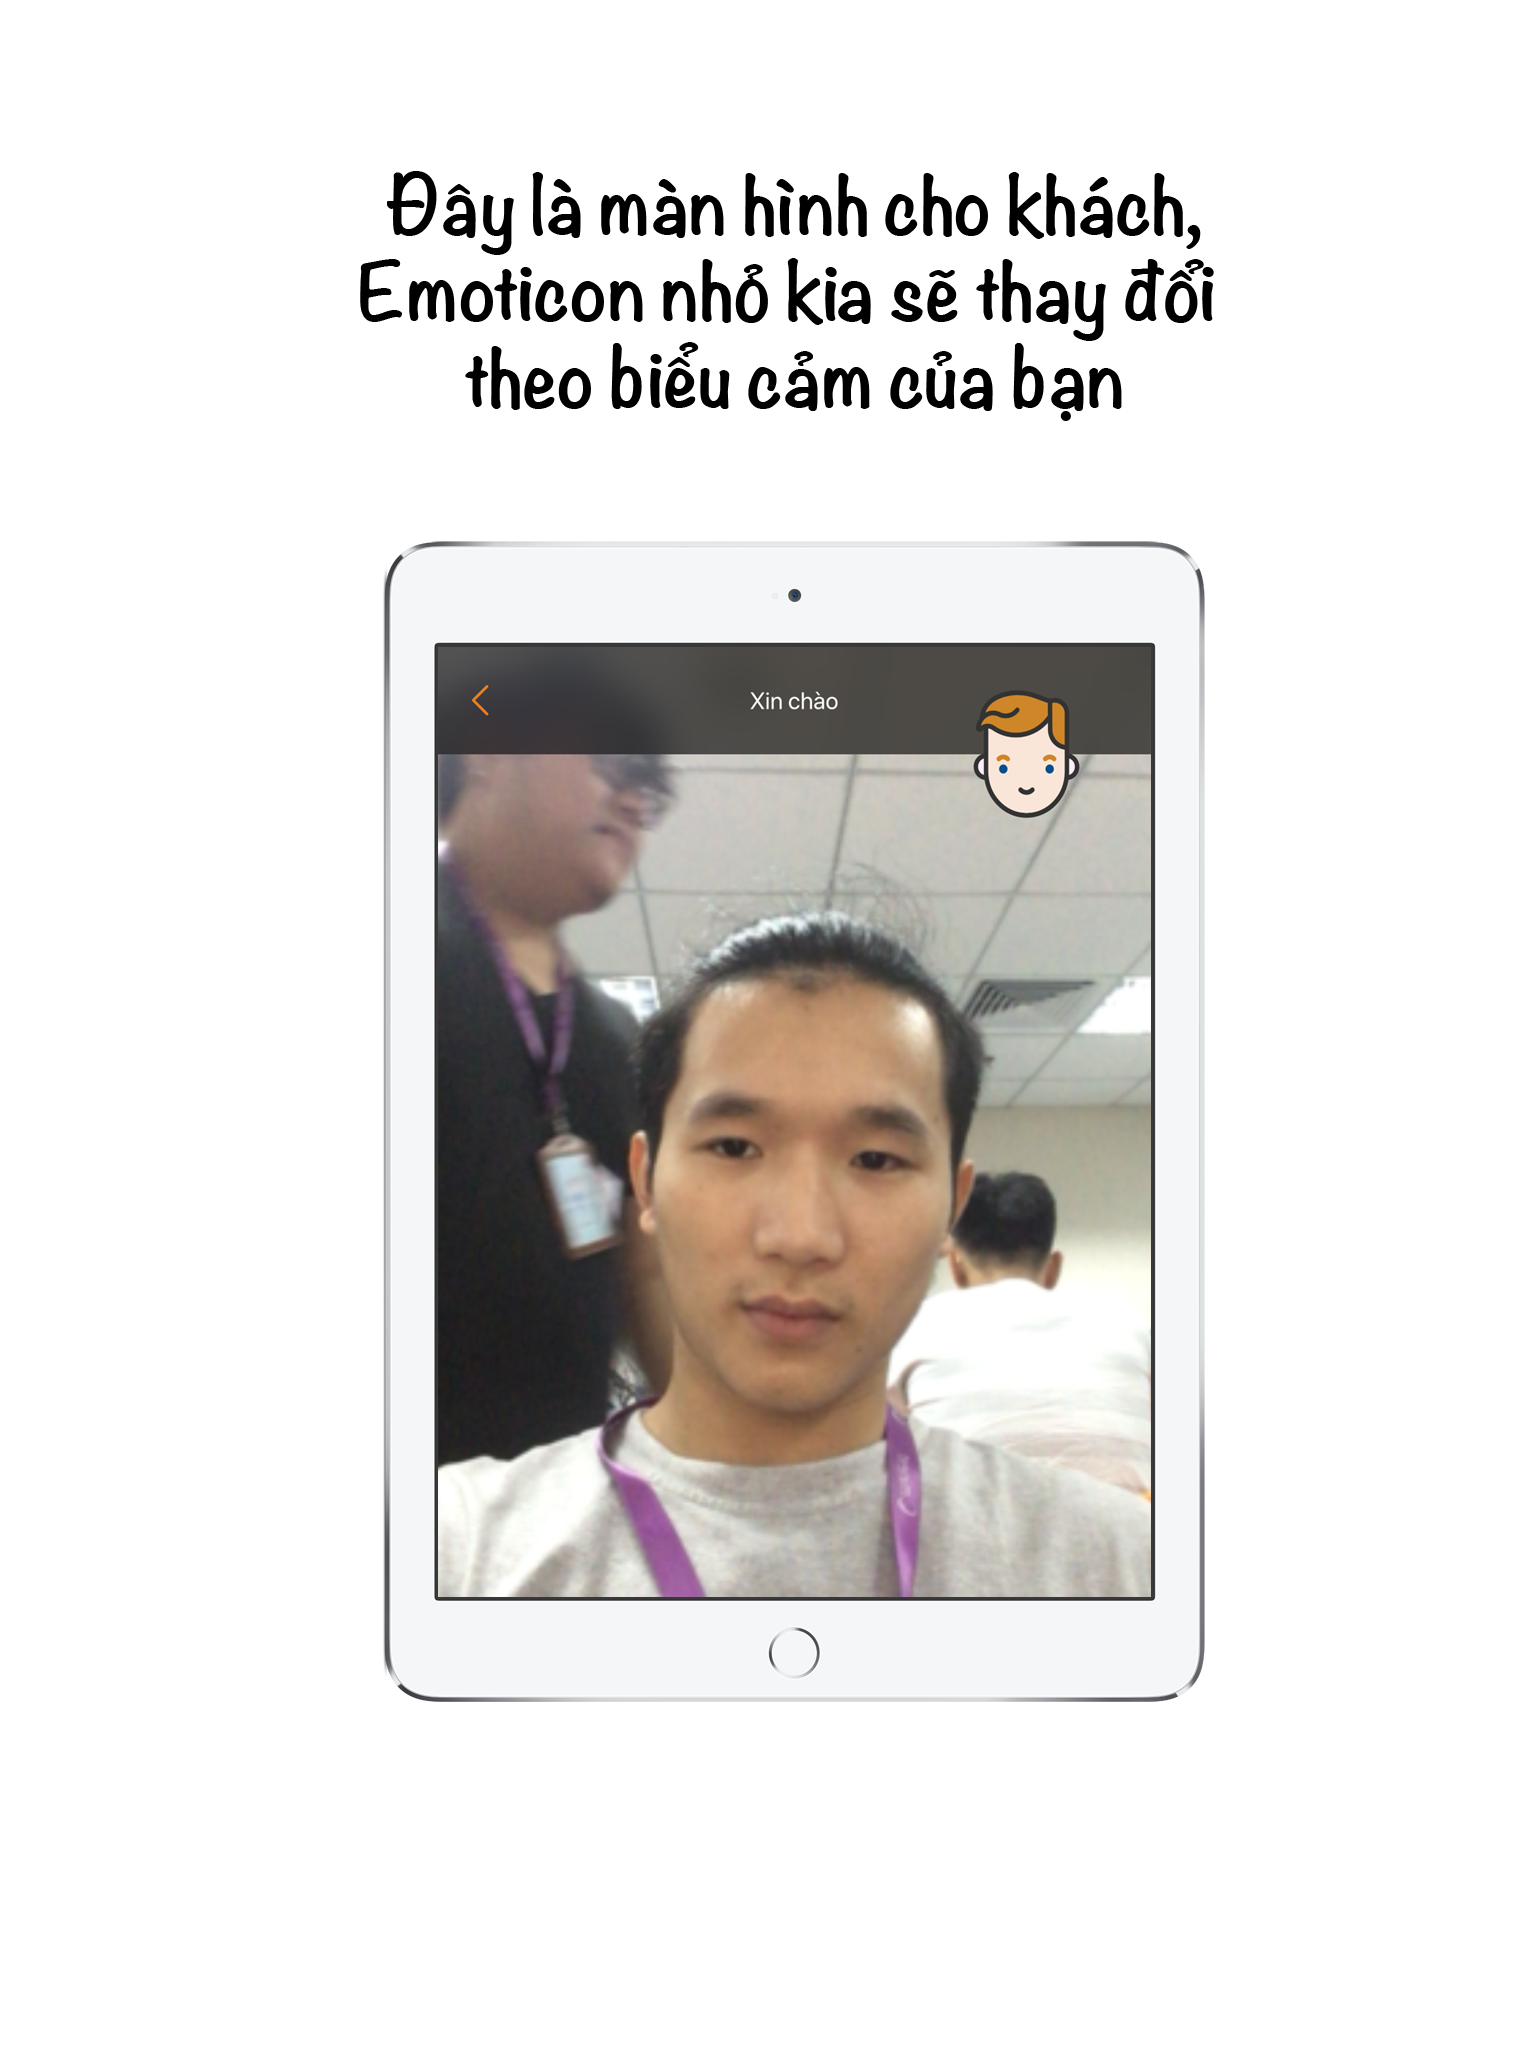 Đây là màn hình cho khách,
Emoticon nhỏ kia sẽ thay đổi
theo biểu cảm của bạn
Xin chào